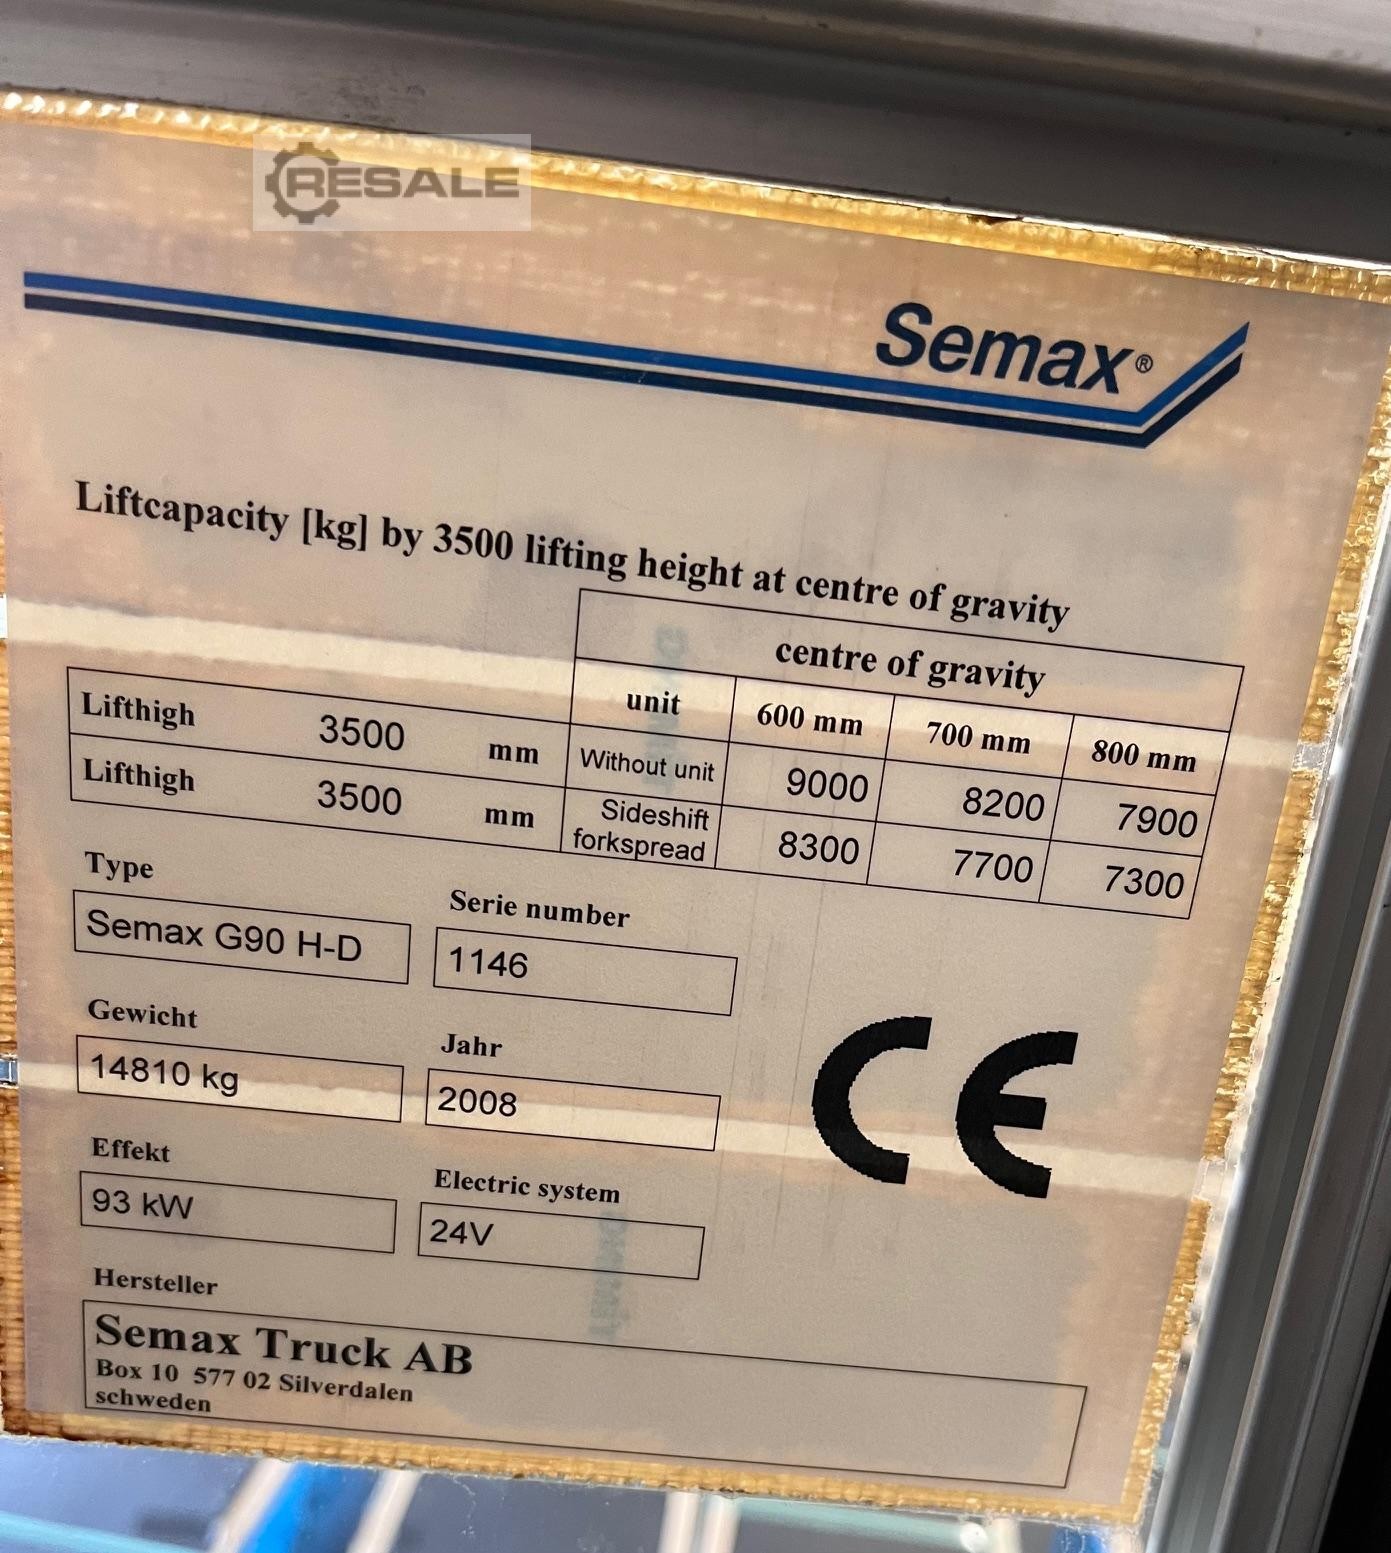 RESALE
Semax®
Liftcapacity [kg] by 3500 lifting height at centre of gravity
centre of gravity
unit 600 mm 700 mm 800 mm
Lifthigh 3500 mm Without unit 9000 8200 7900
Lifthigh 3500 mm Sideshift forkspread 8300 7700 7300
Type Serie number
Semax G90 H-D 1146
Gewicht Jahr
14810 kg 2008
CE
Effekt Electric system
93 kW 24V
Hersteller
Semax Truck AB
Box 10 577 02 Silverdalen
schweden